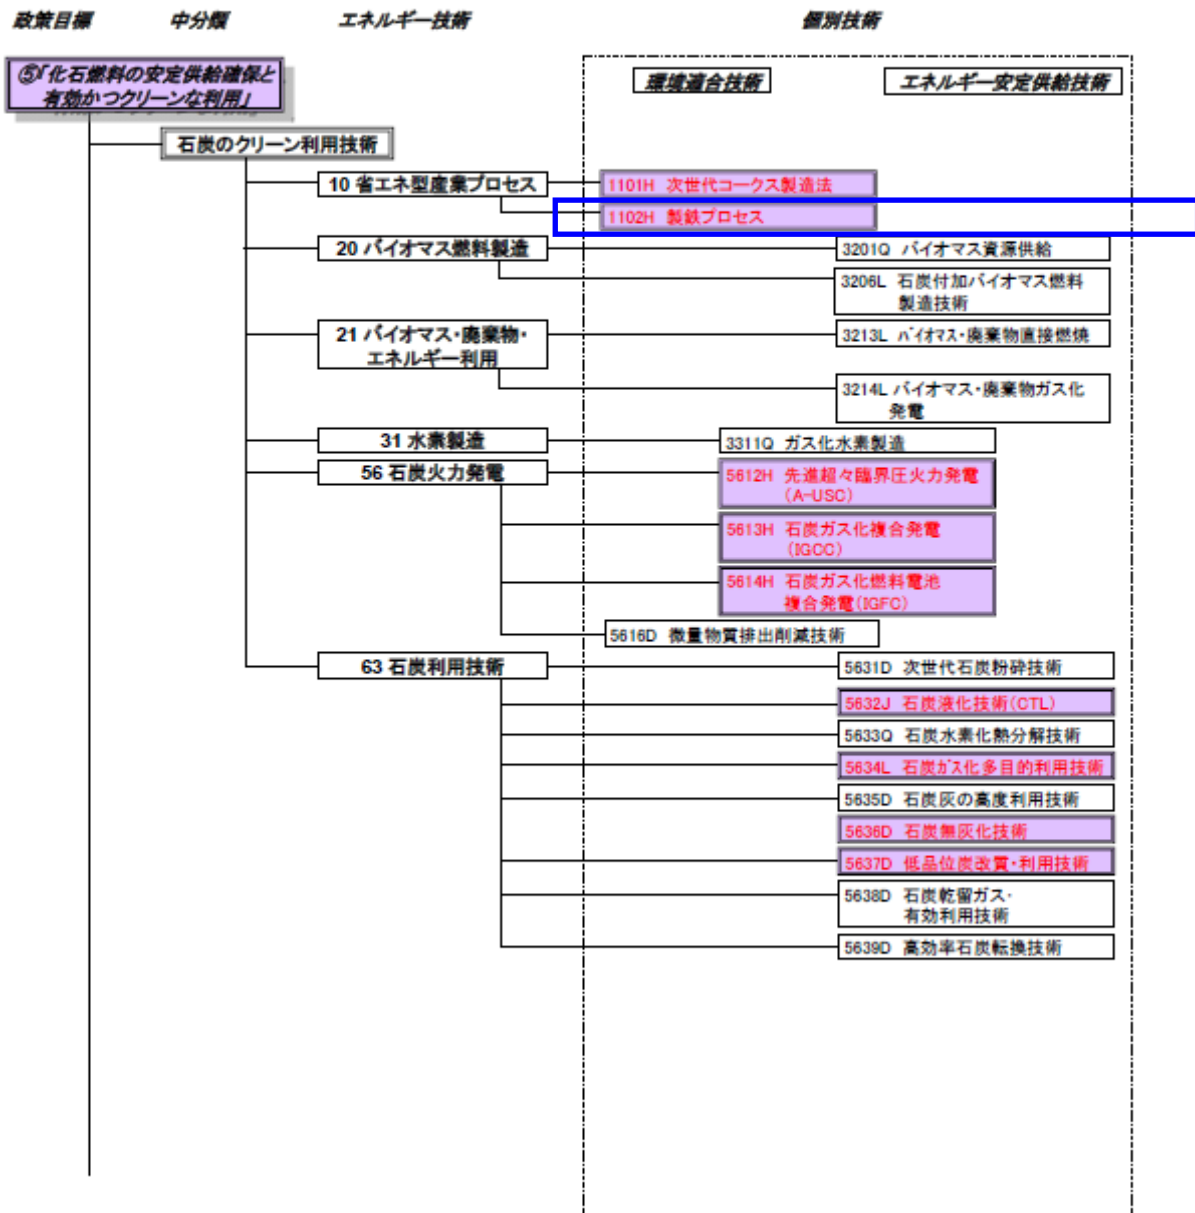 政策目標 中分類 エネルギー技術 個別技術
⑤「化石燃料の安定供給確保と
有効かつクリーンな利用」
環境適合技術 エネルギー安定供給技術
石炭のクリーン利用技術
10 省エネ型産業プロセス
1101H 次世代コークス製造法
1102H 製鉄プロセス
20 バイオマス燃料製造
3201Q バイオマス資源供給
3206L 石炭付加バイオマス燃料
製造技術
21 バイオマス・廃棄物・
エネルギー利用
3213L バイオマス・廃棄物直接燃焼
3214L バイオマス・廃棄物ガス化
発電
31 水素製造
3311Q ガス化水素製造
56 石炭火力発電
5612H 先進超々臨界圧火力発電
(A-USC)
5613H 石炭ガス化複合発電
(IGCC)
5614H 石炭ガス化燃料電池
複合発電(IGFC)
5616D 微量物質排出削減技術
63 石炭利用技術
5631D 次世代石炭粉砕技術
5632J 石炭液化技術(CTL)
5633Q 石炭水素化熱分解技術
5634L 石炭ガス化多目的利用技術
5635D 石炭灰の高度利用技術
5636D 石炭無灰化技術
5637D 低品位炭改質・利用技術
5638D 石炭乾留ガス・
有効利用技術
5639D 高効率石炭転換技術